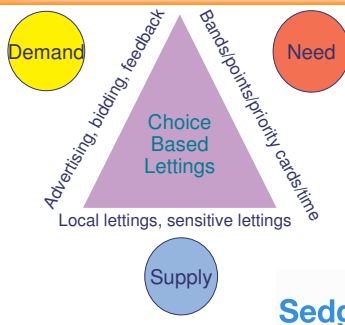 Demand
Need
Advertising, bidding, feedback
Bands/points/priority cards/time
Choice
Based
Lettings
Local lettings, sensitive lettings
Supply